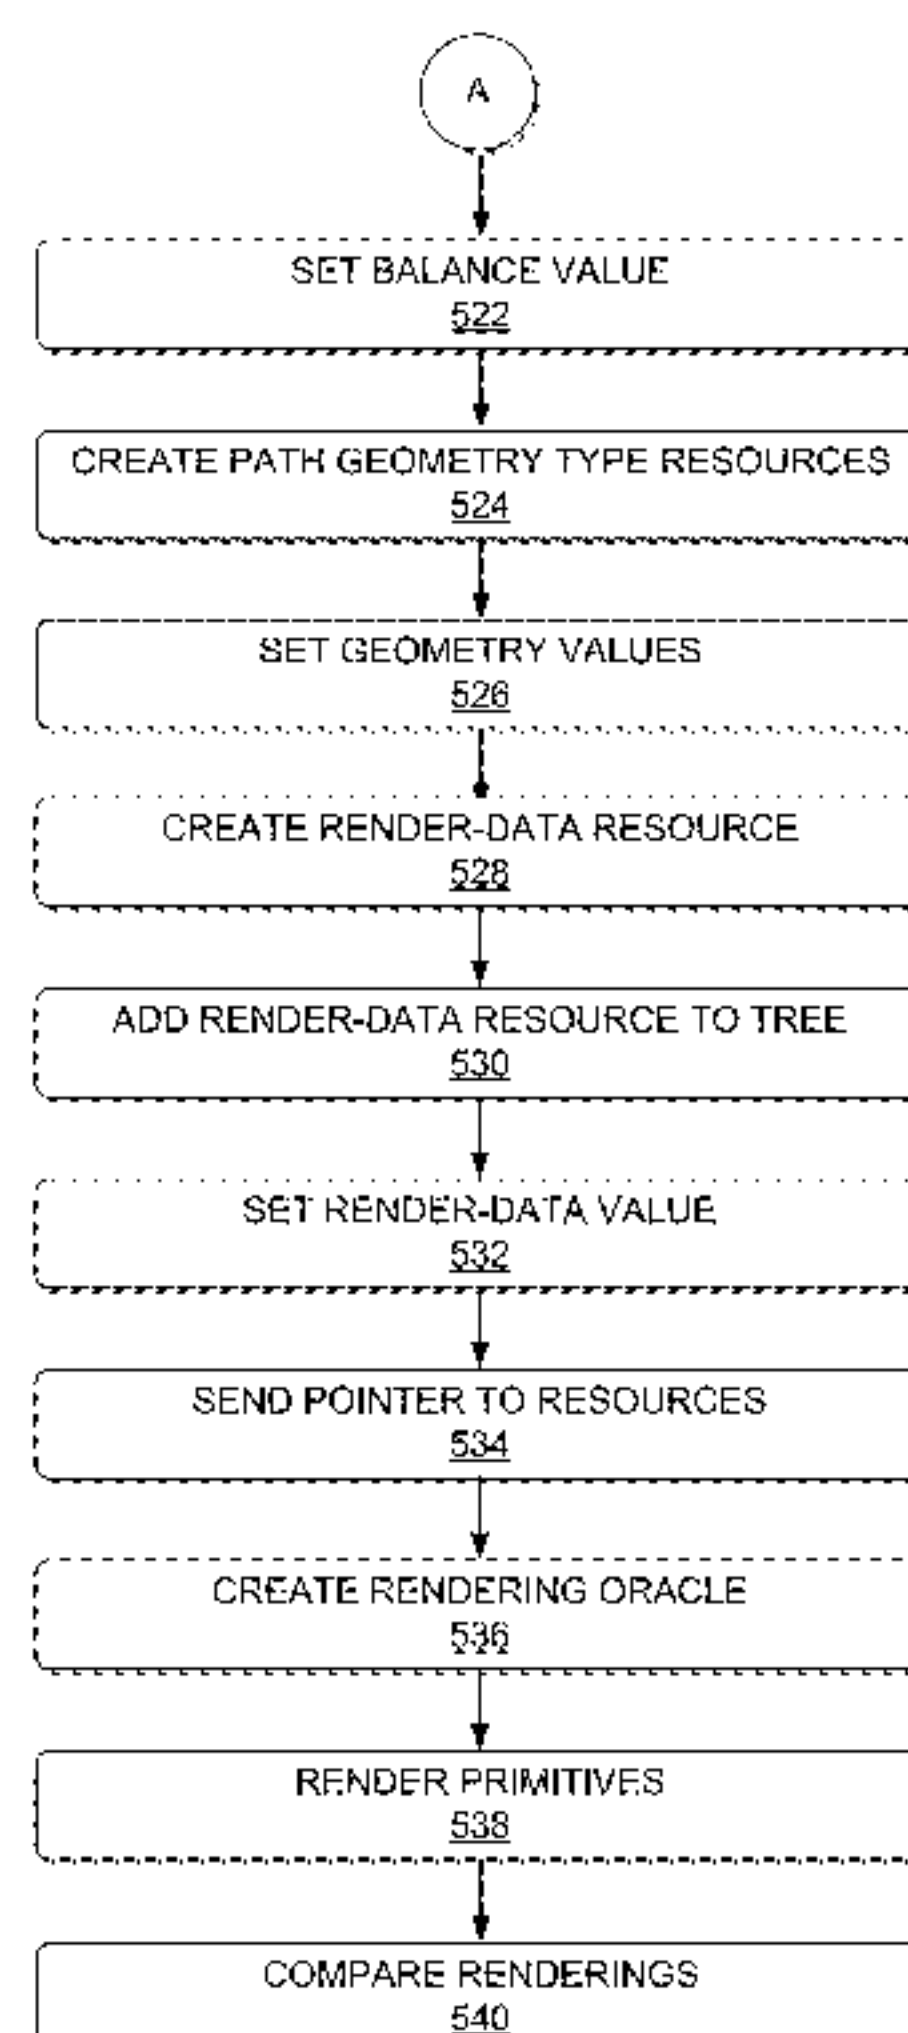 A
SET BALANCE VALUE
522
CREATE PATH GEOMETRY TYPE RESOURCES
524
SET GEOMETRY VALUES
526
CREATE RENDER-DATA RESOURCE
528
ADD RENDER-DATA RESOURCE TO TREE
530
SET RENDER-DATA VALUE
532
SEND POINTER TO RESOURCES
534
CREATE RENDERING ORACLE
536
RENDER PRIMITIVES
538
COMPARE RENDERINGS
540